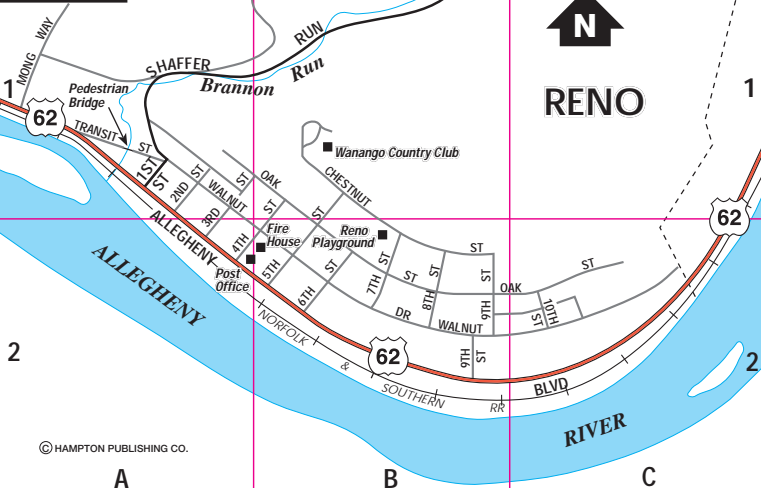 N
RENO
MONG WAY
SHAFFER RUN
Brannon Run
1
1
Pedestrian
Bridge
62
TRANSIT ST
1ST ST
2ND ST
3RD ST
4TH ST
5TH ST
6TH ST
7TH ST
8TH ST
9TH ST
9TH ST
10TH ST
WALNUT
OAK ST
CHESTNUT ST
Wanango Country Club
62
Fire
House
Reno
Playground
Post
Office
ALLEGHENY BLVD
ALLEGHENY RIVER
OAK ST
DR
WALNUT
NORFOLK & SOUTHERN RR
62
2
2
© HAMPTON PUBLISHING CO.
A
B
C